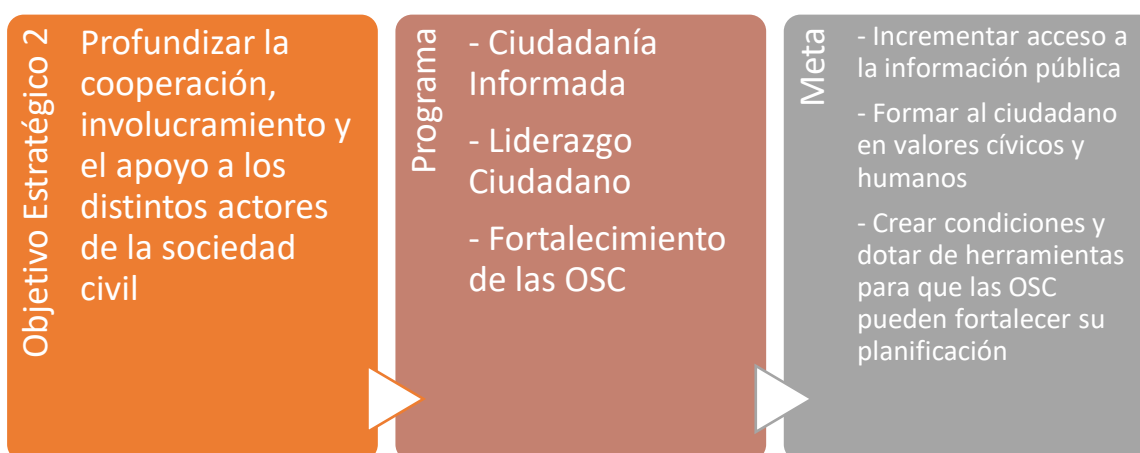 Objetivo Estratégico 2
Profundizar la
cooperación,
involucramiento y
el apoyo a los
distintos actores
de la sociedad
civil
Programa
- Ciudadanía
Informada
- Liderazgo
Ciudadano
- Fortalecimiento
de las OSC
Meta
- Incrementar acceso a
la información pública
- Formar al ciudadano
en valores cívicos y
humanos
- Crear condiciones y
dotar de herramientas
para que las OSC
pueden fortalecer su
planificación